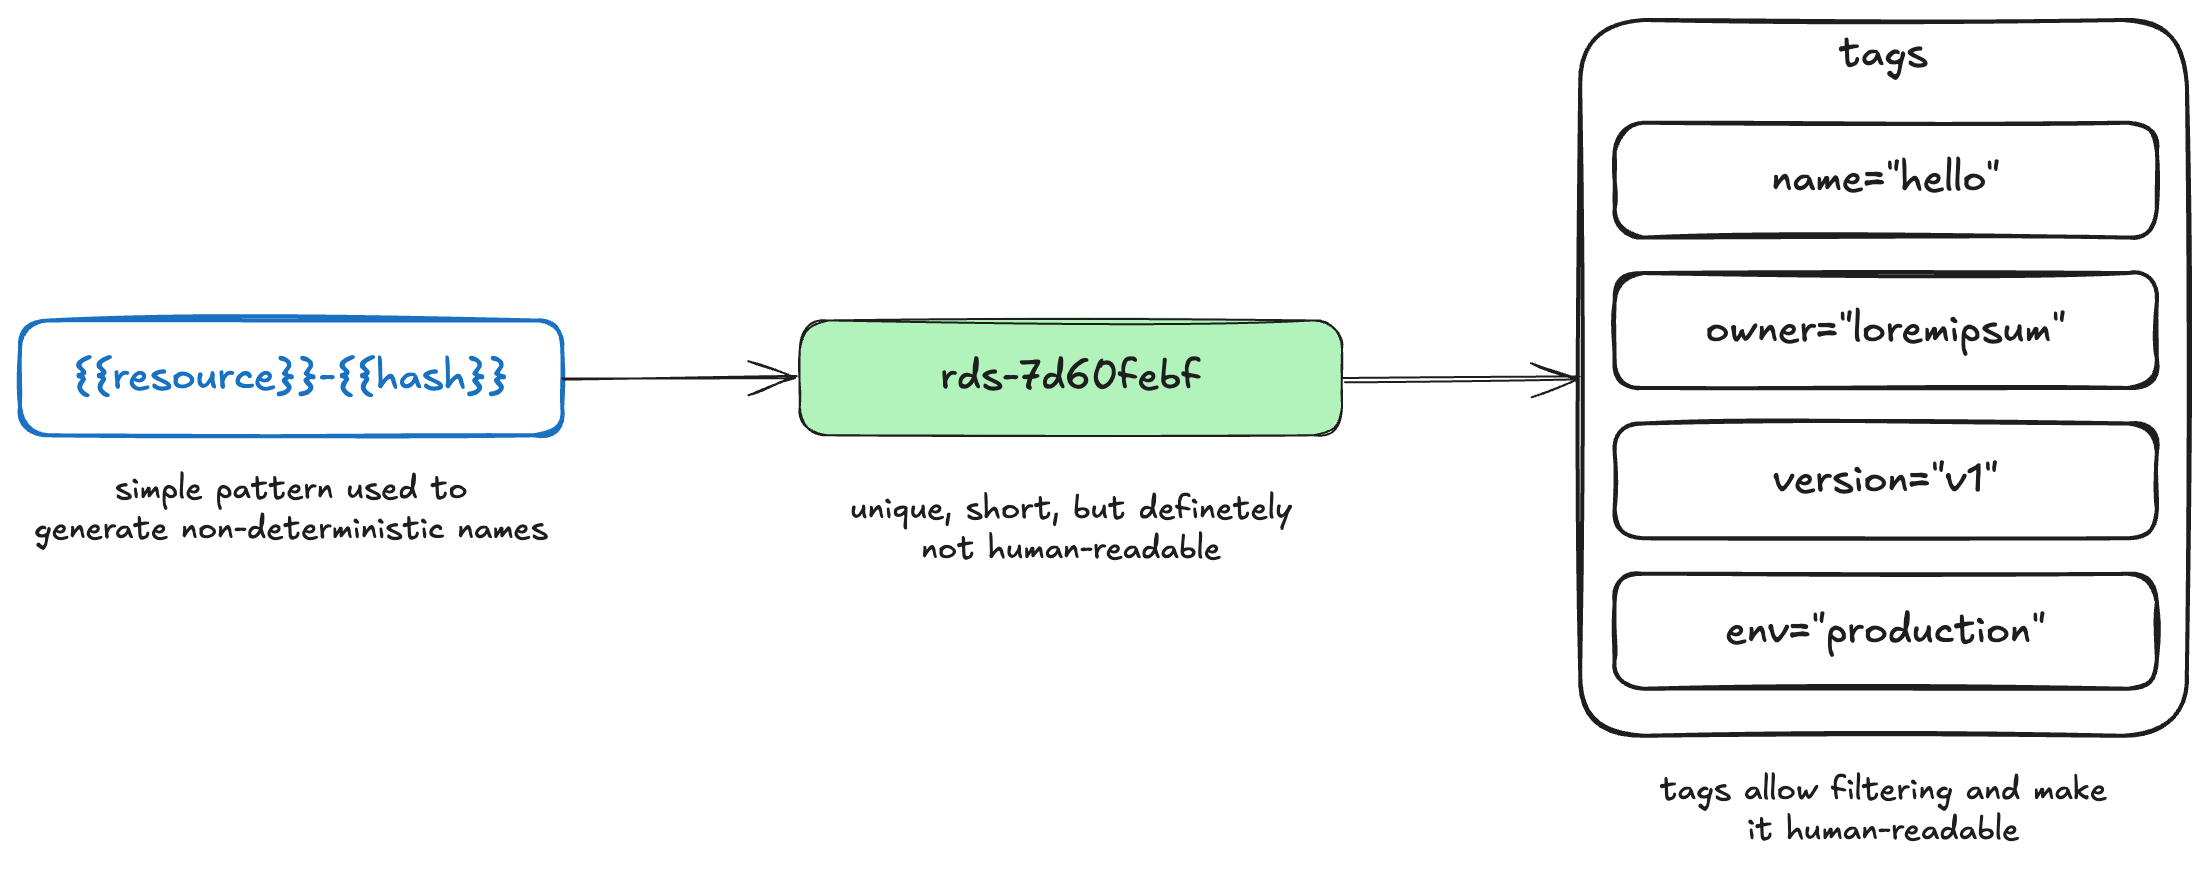 {{resource}}-{{hash}}
simple pattern used to
generate non-deterministic names
rds-7d60febf
unique, short, but definetely
not human-readable
tags
name="hello"
owner="loremipsum"
version="v1"
env="production"
tags allow filtering and make
it human-readable